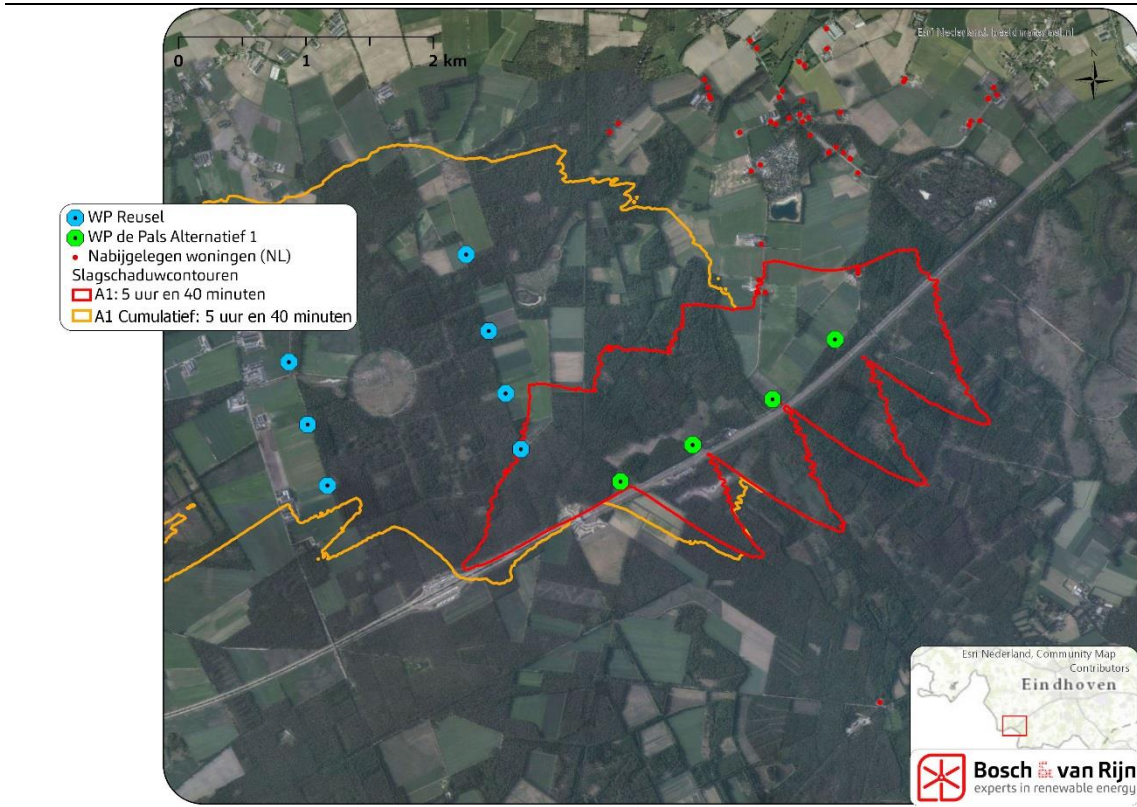 Esri Nederland, beeldmateriaal.nl
0 1 2 km
WP Reusel
WP de Pals Alternatief 1
Nabijgelegen woningen (NL)
Slagschaduwcontouren
A1: 5 uur en 40 minuten
A1 Cumulatief: 5 uur en 40 minuten
Esri Nederland, Community Map
Contributors
Eindhoven
Bosch & van Rijn
experts in renewable energy